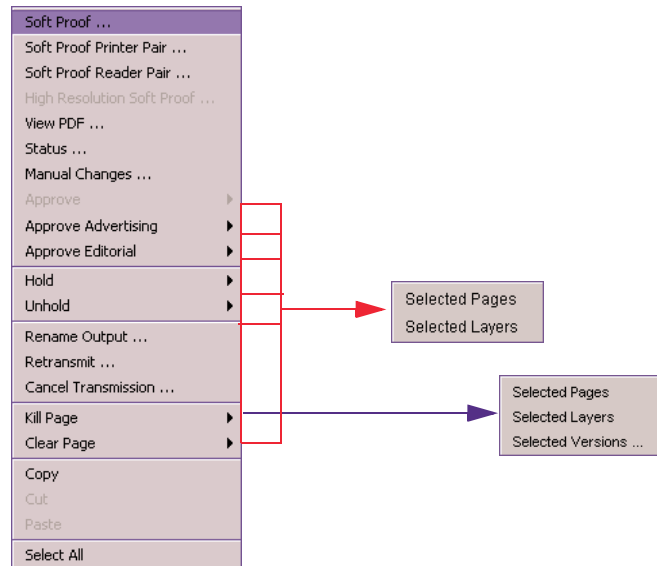 Soft Proof ...
Soft Proof Printer Pair ...
Soft Proof Reader Pair ...
High Resolution Soft Proof ...
View PDF ...
Status ...
Manual Changes ...
Approve
Approve Advertising
Approve Editorial
Hold
Unhold
Rename Output ...
Retransmit ...
Cancel Transmission ...
Kill Page
Clear Page
Copy
Cut
Paste
Select All
Selected Pages
Selected Layers
Selected Pages
Selected Layers
Selected Versions ...